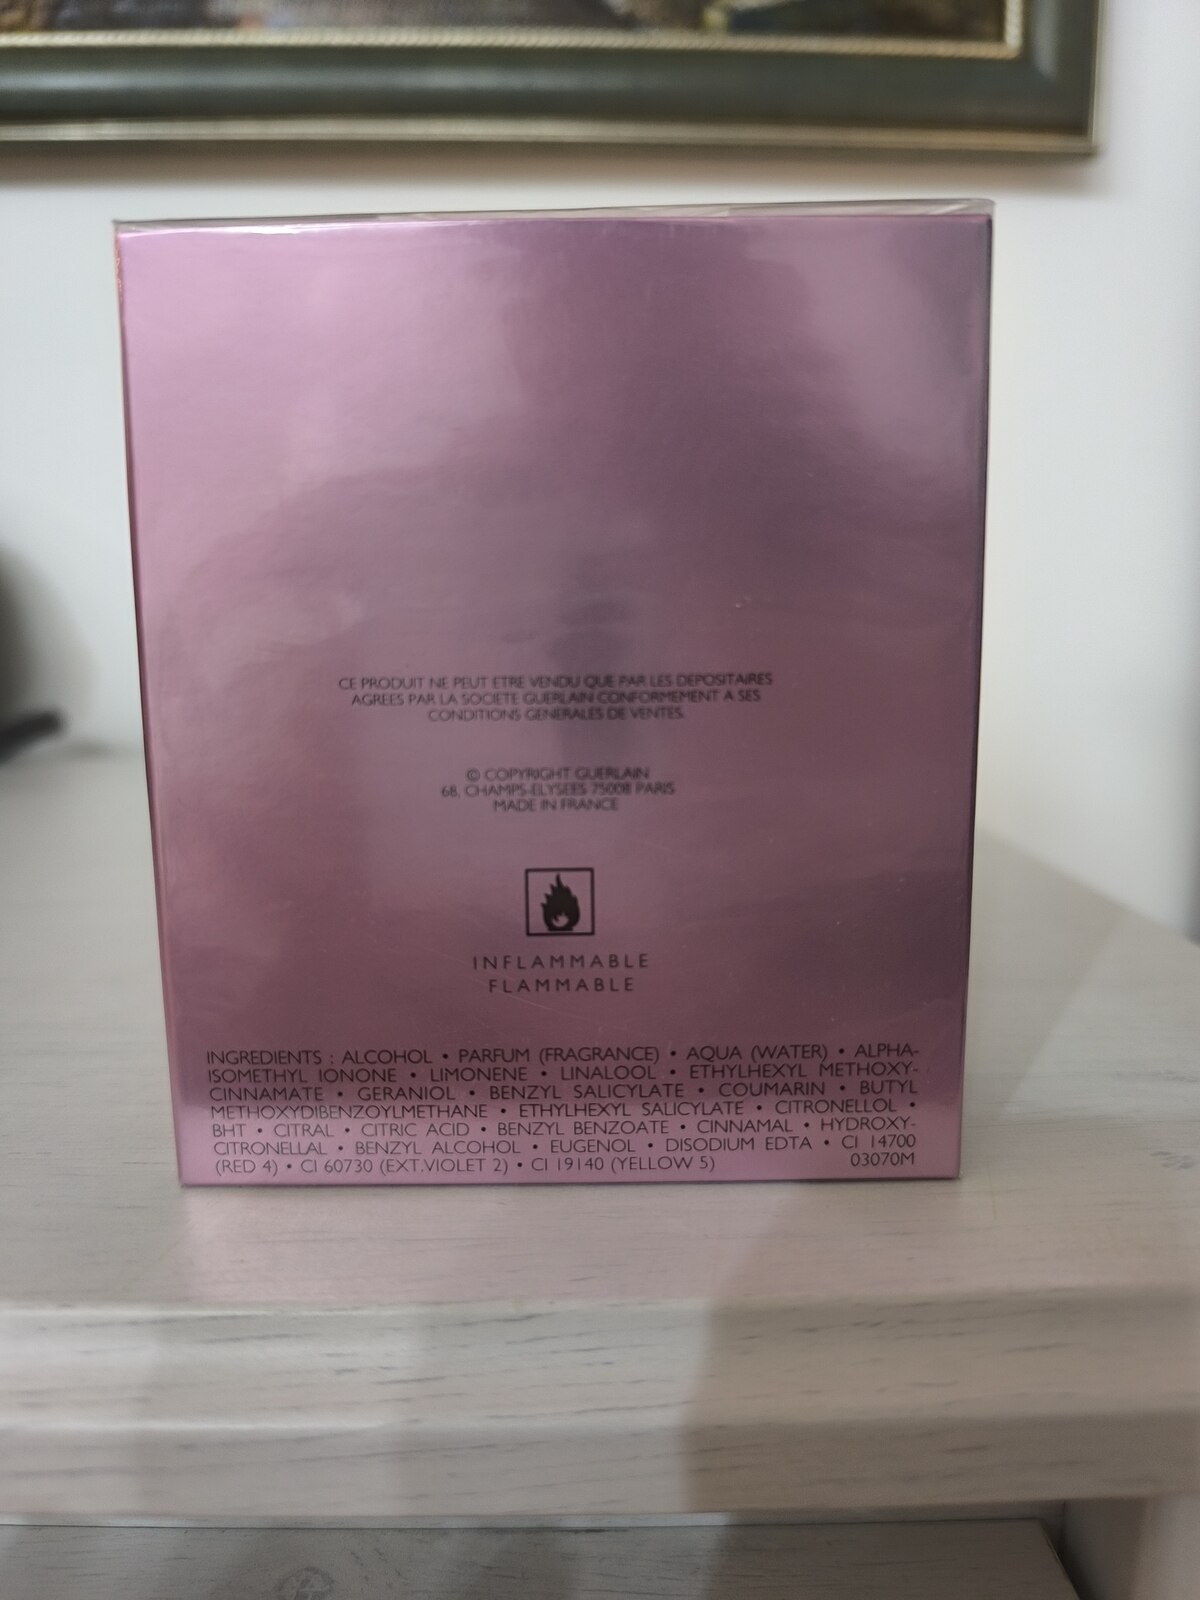 CE PRODUIT NE PEUT ETRE VENDU QUE PAR LES DEPOSITAIRES
AGREES PAR LA SOCIETE GUERLAIN CONFORMEMENT A SES
CONDITIONS GENERALES DE VENTES.
© COPYRIGHT GUERLAIN
68, CHAMPS-ELYSEES 75008 PARIS
MADE IN FRANCE
INFLAMMABLE
FLAMMABLE
INGREDIENTS : ALCOHOL • PARFUM (FRAGRANCE) • AQUA (WATER) • ALPHA-
ISOMETHYL IONONE • LIMONENE • LINALOOL • ETHYLHEXYL METHOXY-
CINNAMATE • GERANIOL • BENZYL SALICYLATE • COUMARIN • BUTYL
METHOXYDIBENZOYLMETHANE • ETHYLHEXYL SALICYLATE • CITRONELLOL •
BHT • CITRAL • CITRIC ACID • BENZYL BENZOATE • CINNAMAL • HYDROXY-
CITRONELLAL • BENZYL ALCOHOL • EUGENOL • DISODIUM EDTA • CI 14700
(RED 4) • CI 60730 (EXT.VIOLET 2) • CI 19140 (YELLOW 5) 03070M